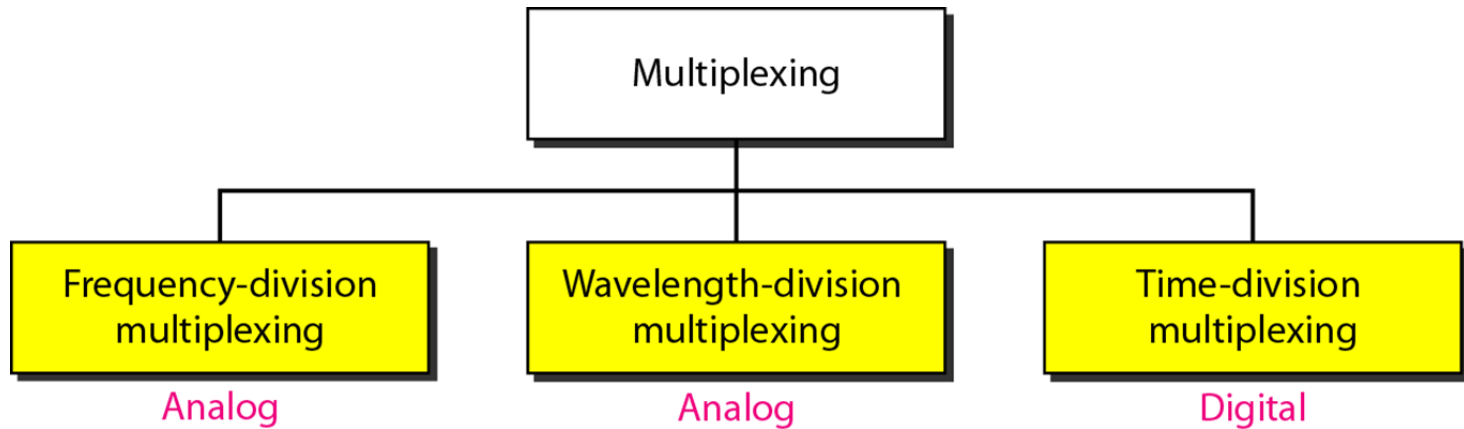 Multiplexing
Frequency-division
multiplexing
Wavelength-division
multiplexing
Time-division
multiplexing
Analog
Analog
Digital